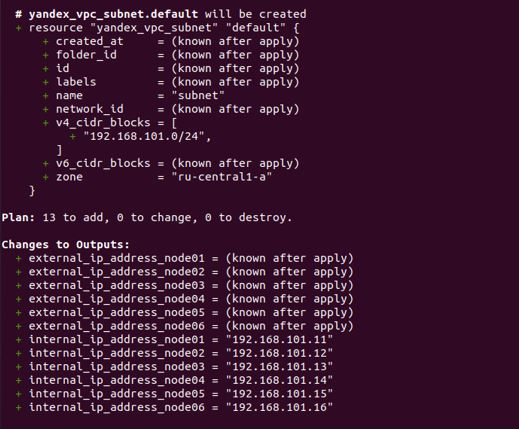 # yandex_vpc_subnet.default will be created
+ resource "yandex_vpc_subnet" "default" {
+ created_at     = (known after apply)
+ folder_id      = (known after apply)
+ id             = (known after apply)
+ labels         = (known after apply)
+ name           = "subnet"
+ network_id     = (known after apply)
+ v4_cidr_blocks = [
+ "192.168.101.0/24",
]
+ v6_cidr_blocks = (known after apply)
+ zone           = "ru-central1-a"
}
Plan: 13 to add, 0 to change, 0 to destroy.
Changes to Outputs:
+ external_ip_address_node01 = (known after apply)
+ external_ip_address_node02 = (known after apply)
+ external_ip_address_node03 = (known after apply)
+ external_ip_address_node04 = (known after apply)
+ external_ip_address_node05 = (known after apply)
+ external_ip_address_node06 = (known after apply)
+ internal_ip_address_node01 = "192.168.101.11"
+ internal_ip_address_node02 = "192.168.101.12"
+ internal_ip_address_node03 = "192.168.101.13"
+ internal_ip_address_node04 = "192.168.101.14"
+ internal_ip_address_node05 = "192.168.101.15"
+ internal_ip_address_node06 = "192.168.101.16"